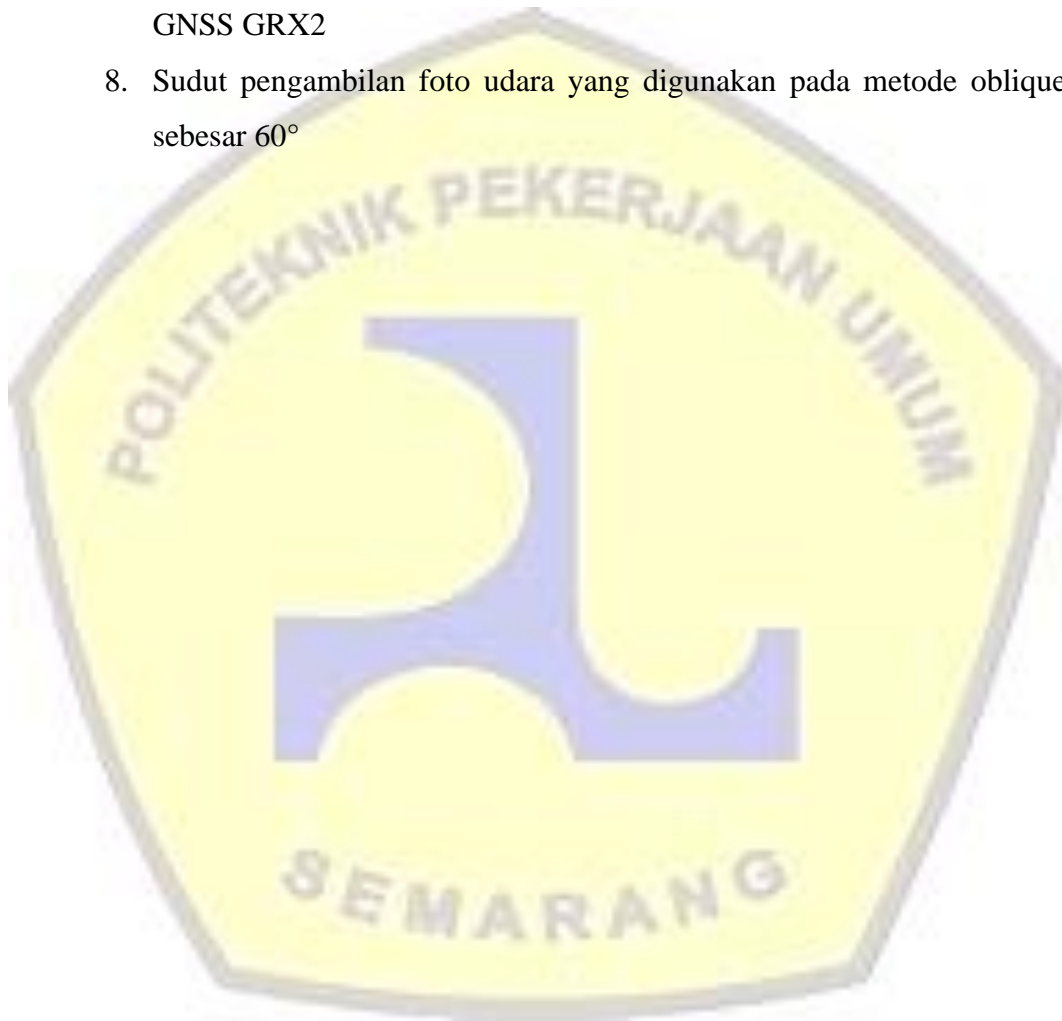 GNSS GRX2
8. Sudut pengambilan foto udara yang digunakan pada metode oblique
sebesar 60°
POLITEKNIK PEKERJAAN UMUM
SEMARANG